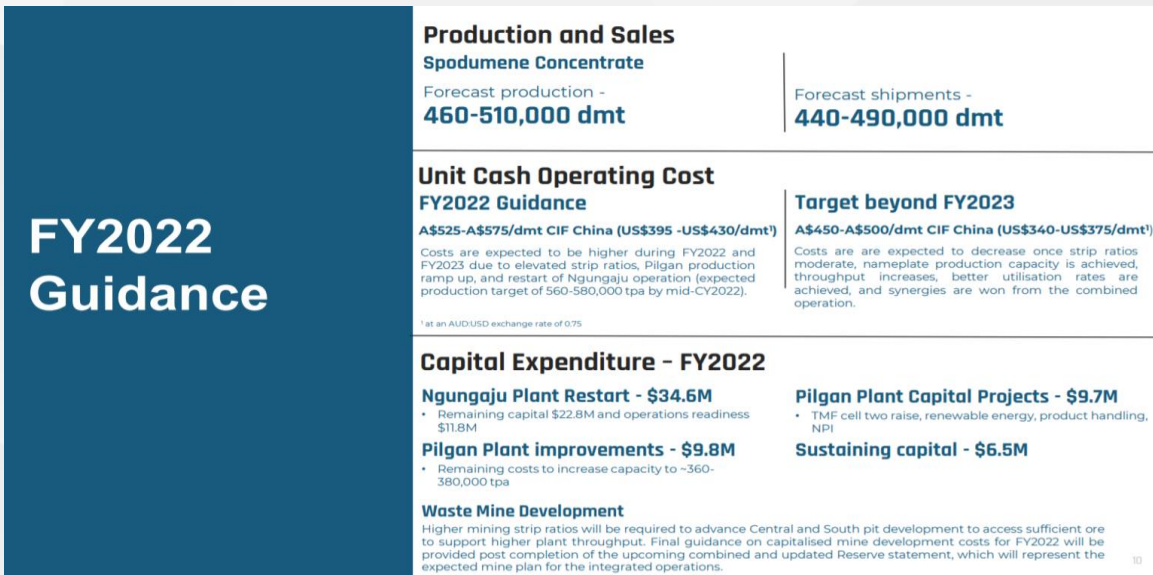 FY2022
Guidance
Production and Sales
Spodumene Concentrate
Forecast production -
460-510,000 dmt
Forecast shipments -
440-490,000 dmt
Unit Cash Operating Cost
FY2022 Guidance
A$525-A$575/dmt CIF China (US$395 -US$430/dmt¹)
Costs are expected to be higher during FY2022 and
FY2023 due to elevated strip ratios, Pilgan production
ramp up, and restart of Ngungaju operation (expected
production target of 560-580,000 tpa by mid-CY2022).
¹ at an AUD:USD exchange rate of 0.75
Target beyond FY2023
A$450-A$500/dmt CIF China (US$340-US$375/dmt¹)
Costs are are expected to decrease once strip ratios
moderate, nameplate production capacity is achieved,
throughput increases, better utilisation rates are
achieved, and synergies are won from the combined
operation.
Capital Expenditure – FY2022
Ngungaju Plant Restart - $34.6M
• Remaining capital $22.8M and operations readiness
$11.8M
Pilgan Plant improvements - $9.8M
• Remaining costs to increase capacity to ~360-
380,000 tpa
Pilgan Plant Capital Projects - $9.7M
• TMF cell two raise, renewable energy, product handling,
NPI
Sustaining capital - $6.5M
Waste Mine Development
Higher mining strip ratios will be required to advance Central and South pit development to access sufficient ore
to support higher plant throughput. Final guidance on capitalised mine development costs for FY2022 will be
provided post completion of the upcoming combined and updated Reserve statement, which will represent the
expected mine plan for the integrated operations.
10